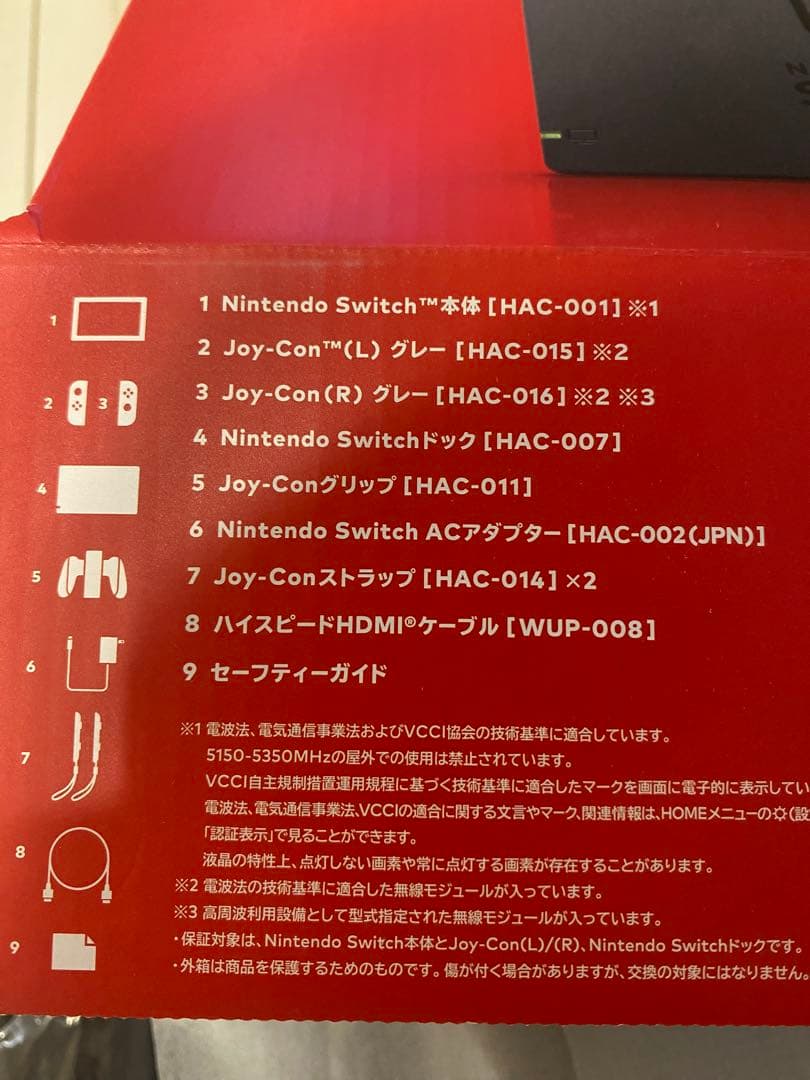 1 Nintendo Switch™本体 [HAC-001] ※1
2 Joy-Con™(L) グレー [HAC-015] ※2
3 Joy-Con(R) グレー [HAC-016] ※2 ※3
4 Nintendo Switchドック [HAC-007]
5 Joy-Conグリップ [HAC-011]
6 Nintendo Switch ACアダプター [HAC-002(JPN)]
7 Joy-Conストラップ [HAC-014] ×2
8 ハイスピードHDMI®ケーブル [WUP-008]
9 セーフティーガイド
1
2 3
4
5
6
7
8
9
※1 電波法、電気通信事業法およびVCCI協会の技術基準に適合しています。
5150-5350MHzの屋外での使用は禁止されています。
VCCI自主規制措置運用規程に基づく技術基準に適合したマークを画面に電子的に表示してい
電波法、電気通信事業法、VCCIの適合に関する文言やマーク、関連情報は、HOMEメニューの(設
「認証表示」で見ることができます。
液晶の特性上、点灯しない画素や常に点灯する画素が存在することがあります。
※2 電波法の技術基準に適合した無線モジュールが入っています。
※3 高周波利用設備として型式指定された無線モジュールが入っています。
・保証対象は、Nintendo Switch本体とJoy-Con(L)/(R)、Nintendo Switchドックです。
・外箱は商品を保護するためのものです。傷が付く場合がありますが、交換の対象にはなりません。